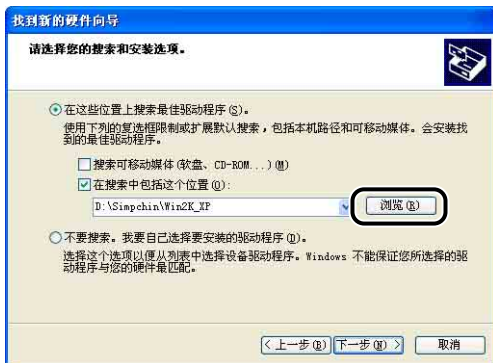 找到新的硬件向导
请选择您的搜索和安装选项。
在这些位置上搜索最佳驱动程序(S)。
使用下列的复选框限制或扩展默认搜索，包括本机路径和可移动媒体。会安装找
到的最佳驱动程序。
搜索可移动媒体(软盘、CD-ROM...)(M)
在搜索中包括这个位置(O):
D:\Simpchin\Win2K_XP
浏览(R)
不要搜索。我要自己选择要安装的驱动程序(D)。
选择这个选项以便从列表中选择设备驱动程序。Windows 不能保证您所选择的驱
动程序与您的硬件最匹配。
< 上一步(B) 下一步(N) > 取消